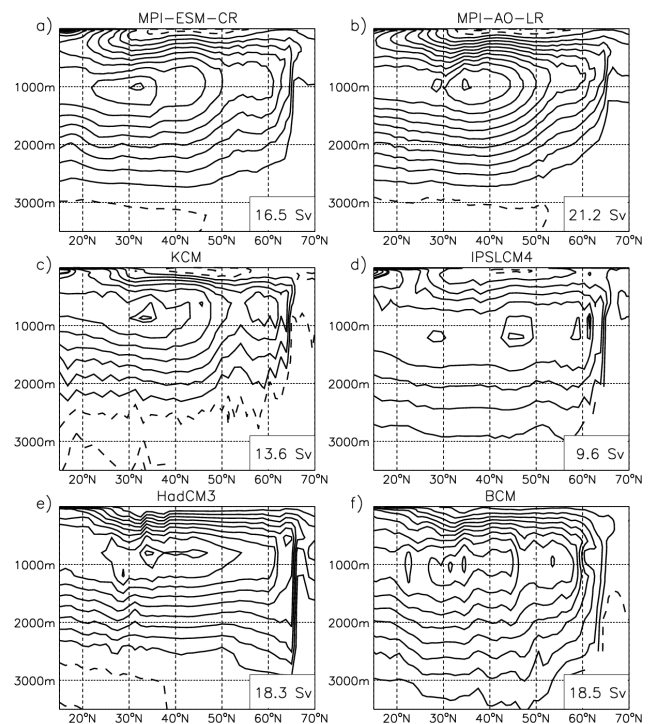 a) MPI-ESM-CR
1000m
2000m
3000m
16.5 Sv
20°N 30°N 40°N 50°N 60°N 70°N
b) MPI-AO-LR
1000m
2000m
3000m
21.2 Sv
20°N 30°N 40°N 50°N 60°N 70°N
c) KCM
1000m
2000m
3000m
13.6 Sv
20°N 30°N 40°N 50°N 60°N 70°N
d) IPSLCM4
1000m
2000m
3000m
9.6 Sv
20°N 30°N 40°N 50°N 60°N 70°N
e) HadCM3
1000m
2000m
3000m
18.3 Sv
20°N 30°N 40°N 50°N 60°N 70°N
f) BCM
1000m
2000m
3000m
18.5 Sv
20°N 30°N 40°N 50°N 60°N 70°N